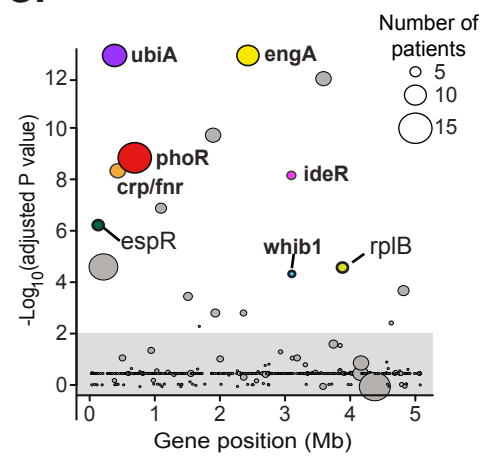 Number of
patients
5
10
15
ubiA
engA
phoR
crp/fnr
ideR
espR
whib1
rplB
-Log10(adjusted P value)
12
10
8
6
4
2
0
0 1 2 3 4 5
Gene position (Mb)